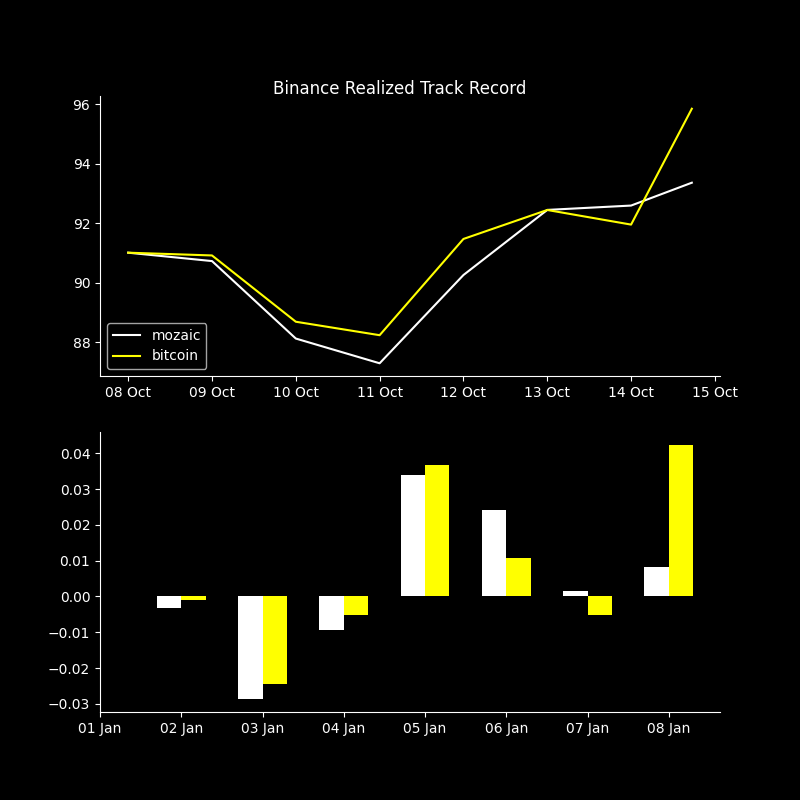 Binance Realized Track Record
96
94
92
90
88
mozaic
bitcoin
08 Oct 09 Oct 10 Oct 11 Oct 12 Oct 13 Oct 14 Oct 15 Oct
0.04
0.03
0.02
0.01
0.00
−0.01
−0.02
−0.03
01 Jan 02 Jan 03 Jan 04 Jan 05 Jan 06 Jan 07 Jan 08 Jan